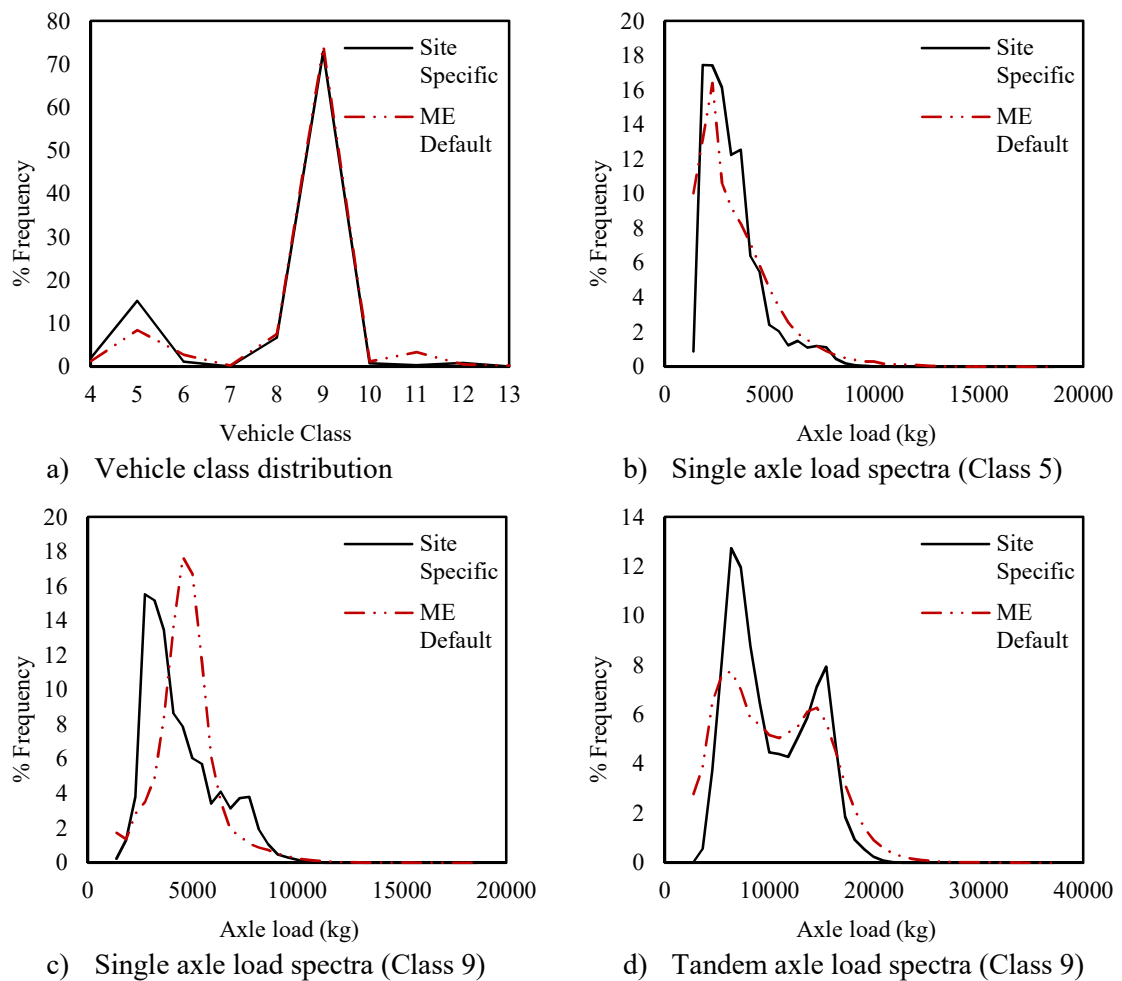 80
70
60
50
40
30
20
10
0
% Frequency
4 5 6 7 8 9 10 11 12 13
Vehicle Class
Site
Specific
ME
Default
a) Vehicle class distribution
20
18
16
14
12
10
8
6
4
2
0
% Frequency
0 5000 10000 15000 20000
Axle load (kg)
Site
Specific
ME
Default
b) Single axle load spectra (Class 5)
20
18
16
14
12
10
8
6
4
2
0
% Frequency
0 5000 10000 15000 20000
Axle load (kg)
Site
Specific
ME
Default
c) Single axle load spectra (Class 9)
14
12
10
8
6
4
2
0
% Frequency
0 10000 20000 30000 40000
Axle load (kg)
Site
Specific
ME
Default
d) Tandem axle load spectra (Class 9)